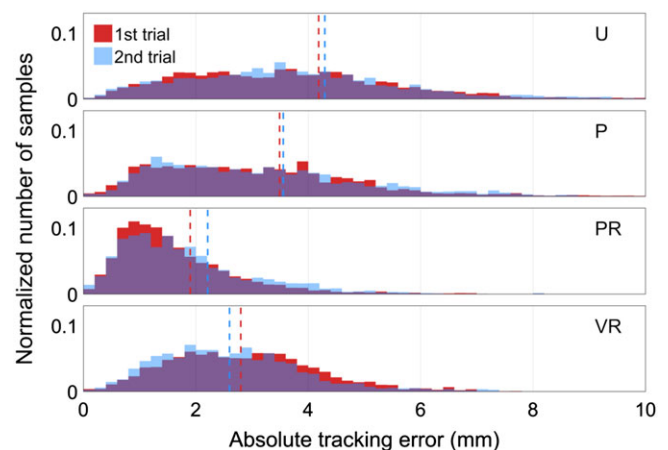 Normalized number of samples
0.1
0
1st trial
2nd trial
U
0.1
0
P
0.1
0
PR
0.1
0
VR
0 2 4 6 8 10
Absolute tracking error (mm)